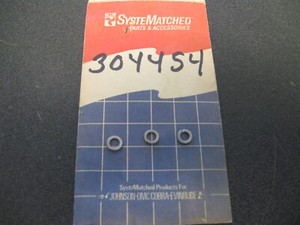 SYSTEMATCHED
PARTS & ACCESSORIES
304454
SysteMatched Products For
JOHNSON-OMC COBRA-EVINRUDE